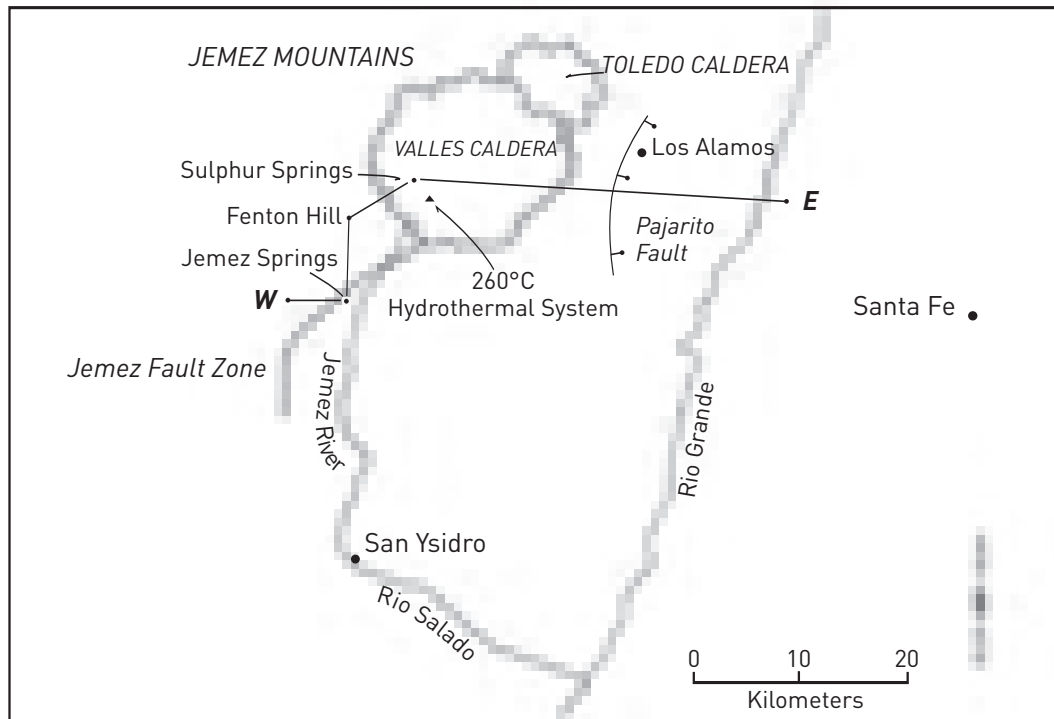 JEMEZ MOUNTAINS
TOLEDO CALDERA
VALLES CALDERA
Los Alamos
Sulphur Springs
E
Fenton Hill
Pajarito
Fault
Jemez Springs
260°C
Hydrothermal System
W
Santa Fe
Jemez Fault Zone
Jemez River
Rio Grande
San Ysidro
Rio Salado
0 10 20
Kilometers